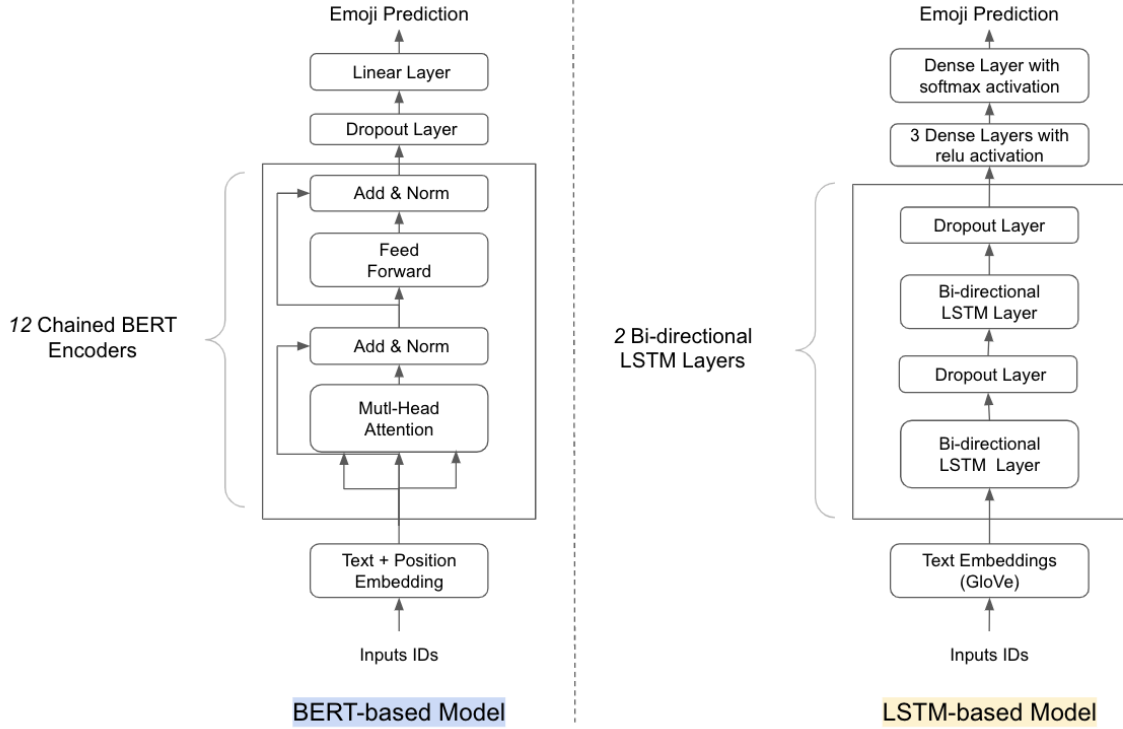 Emoji Prediction
Linear Layer
Dropout Layer
Add & Norm
Feed
Forward
12 Chained BERT
Encoders
Add & Norm
Mutl-Head
Attention
Text + Position
Embedding
Inputs IDs
BERT-based Model
Emoji Prediction
Dense Layer with
softmax activation
3 Dense Layers with
relu activation
Dropout Layer
Bi-directional
LSTM Layer
2 Bi-directional
LSTM Layers
Dropout Layer
Bi-directional
LSTM Layer
Text Embeddings
(GloVe)
Inputs IDs
LSTM-based Model